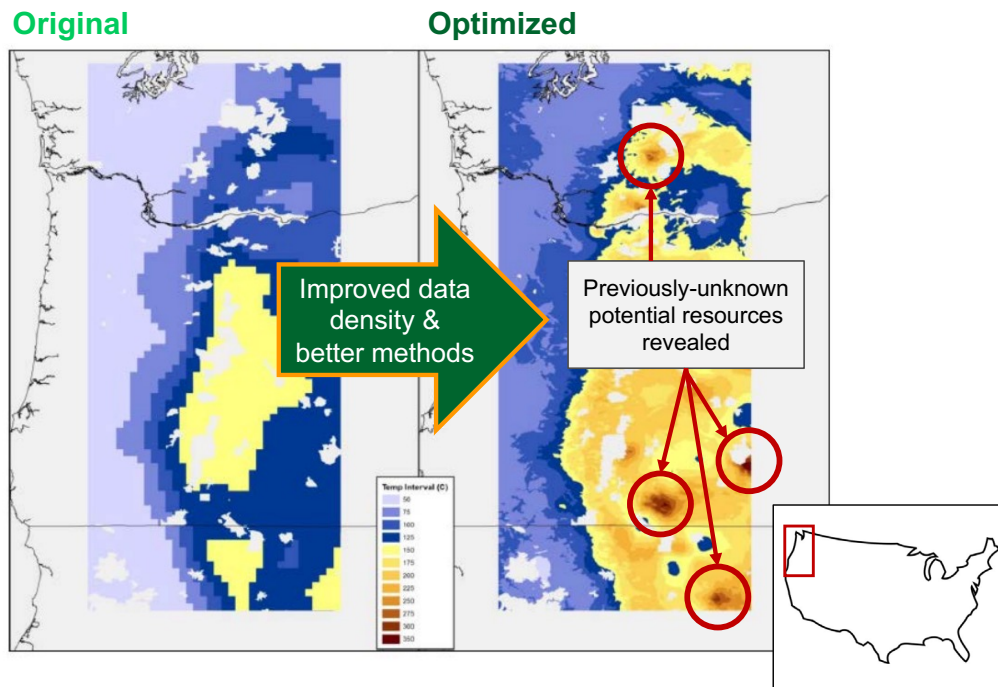 Original
Optimized
Improved data
density &
better methods
Previously-unknown
potential resources
revealed
Temp Interval (C)
50
75
100
125
150
175
200
225
250
275
300
350